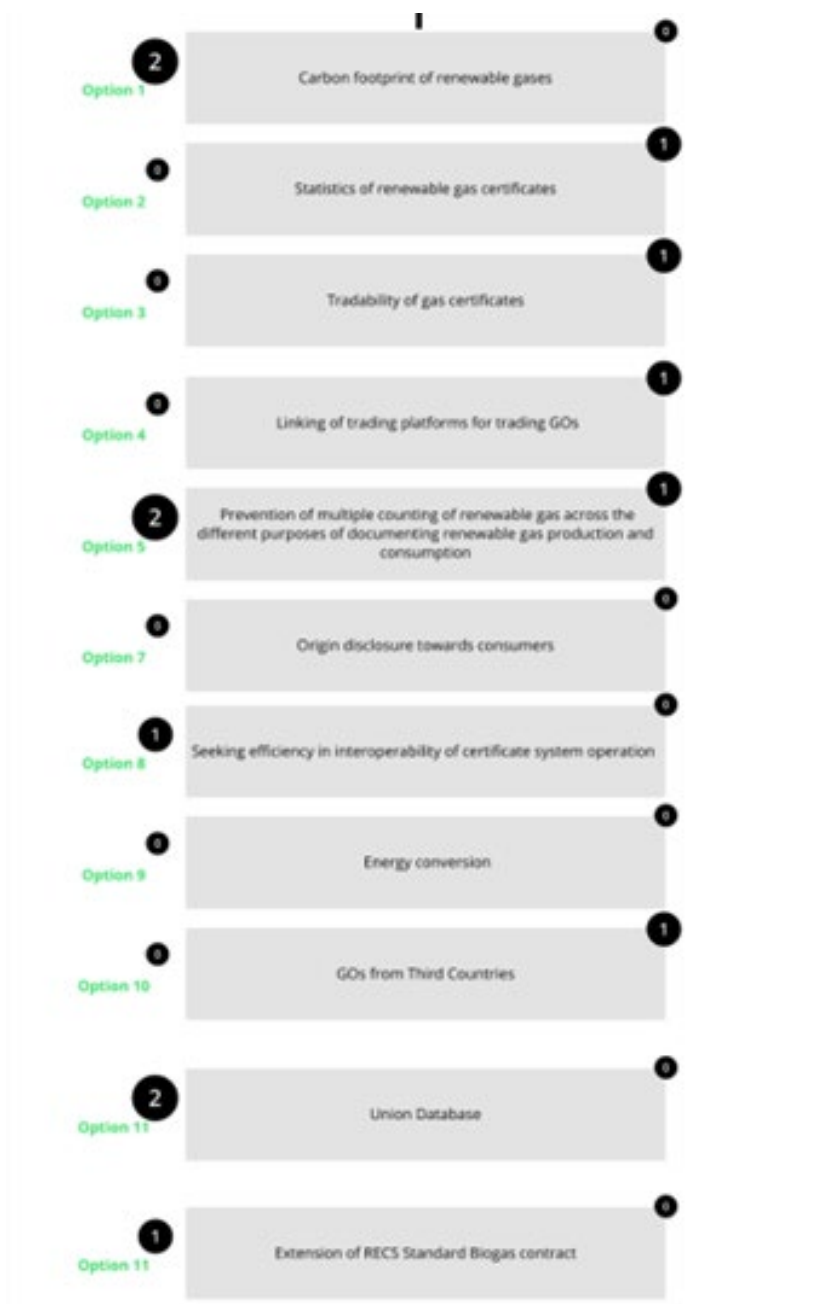 0
2
Option 1
Carbon footprint of renewable gases
1
0
Option 2
Statistics of renewable gas certificates
1
0
Option 3
Tradability of gas certificates
1
0
Option 4
Linking of trading platforms for trading GOs
1
2
Option 5
Prevention of multiple counting of renewable gas across the
different purposes of documenting renewable gas production and
consumption
0
0
Option 7
Origin disclosure towards consumers
0
1
Option 8
Seeking efficiency in interoperability of certificate system operation
0
0
Option 9
Energy conversion
1
0
Option 10
GOs from Third Countries
0
2
Option 11
Union Database
0
1
Option 11
Extension of RECS Standard Biogas contract